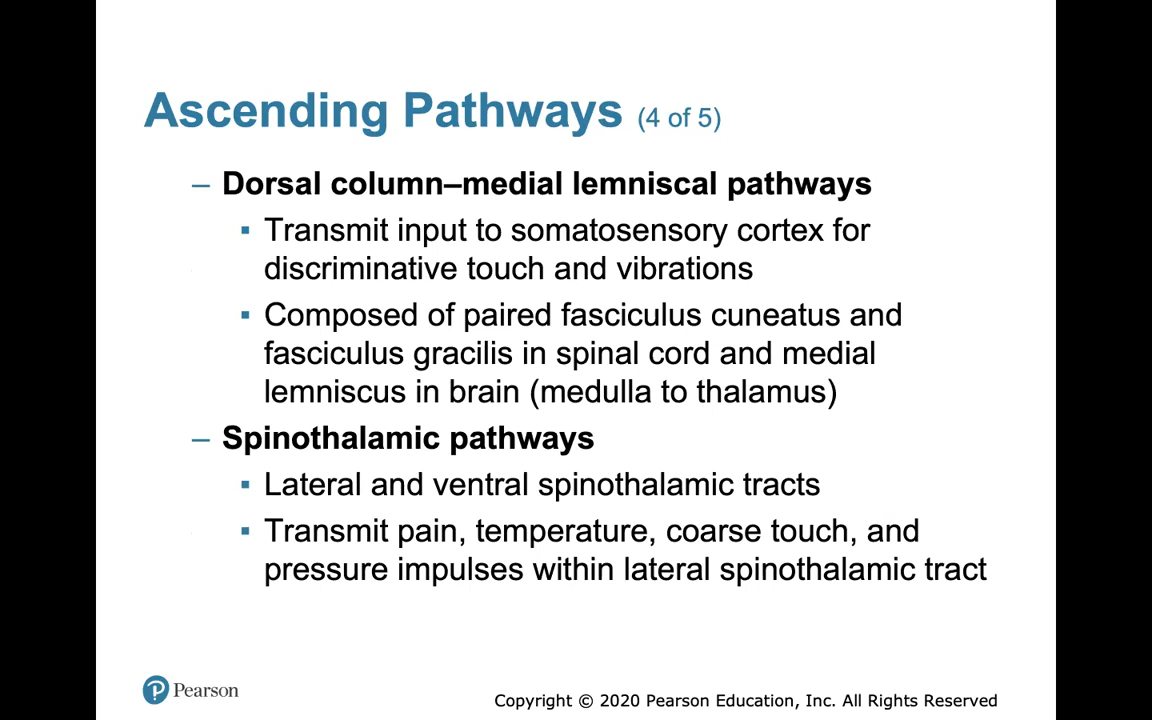 Ascending Pathways (4 of 5)
– Dorsal column–medial lemniscal pathways
▪ Transmit input to somatosensory cortex for
discriminative touch and vibrations
▪ Composed of paired fasciculus cuneatus and
fasciculus gracilis in spinal cord and medial
lemniscus in brain (medulla to thalamus)
– Spinothalamic pathways
▪ Lateral and ventral spinothalamic tracts
▪ Transmit pain, temperature, coarse touch, and
pressure impulses within lateral spinothalamic tract
Pearson
Copyright © 2020 Pearson Education, Inc. All Rights Reserved